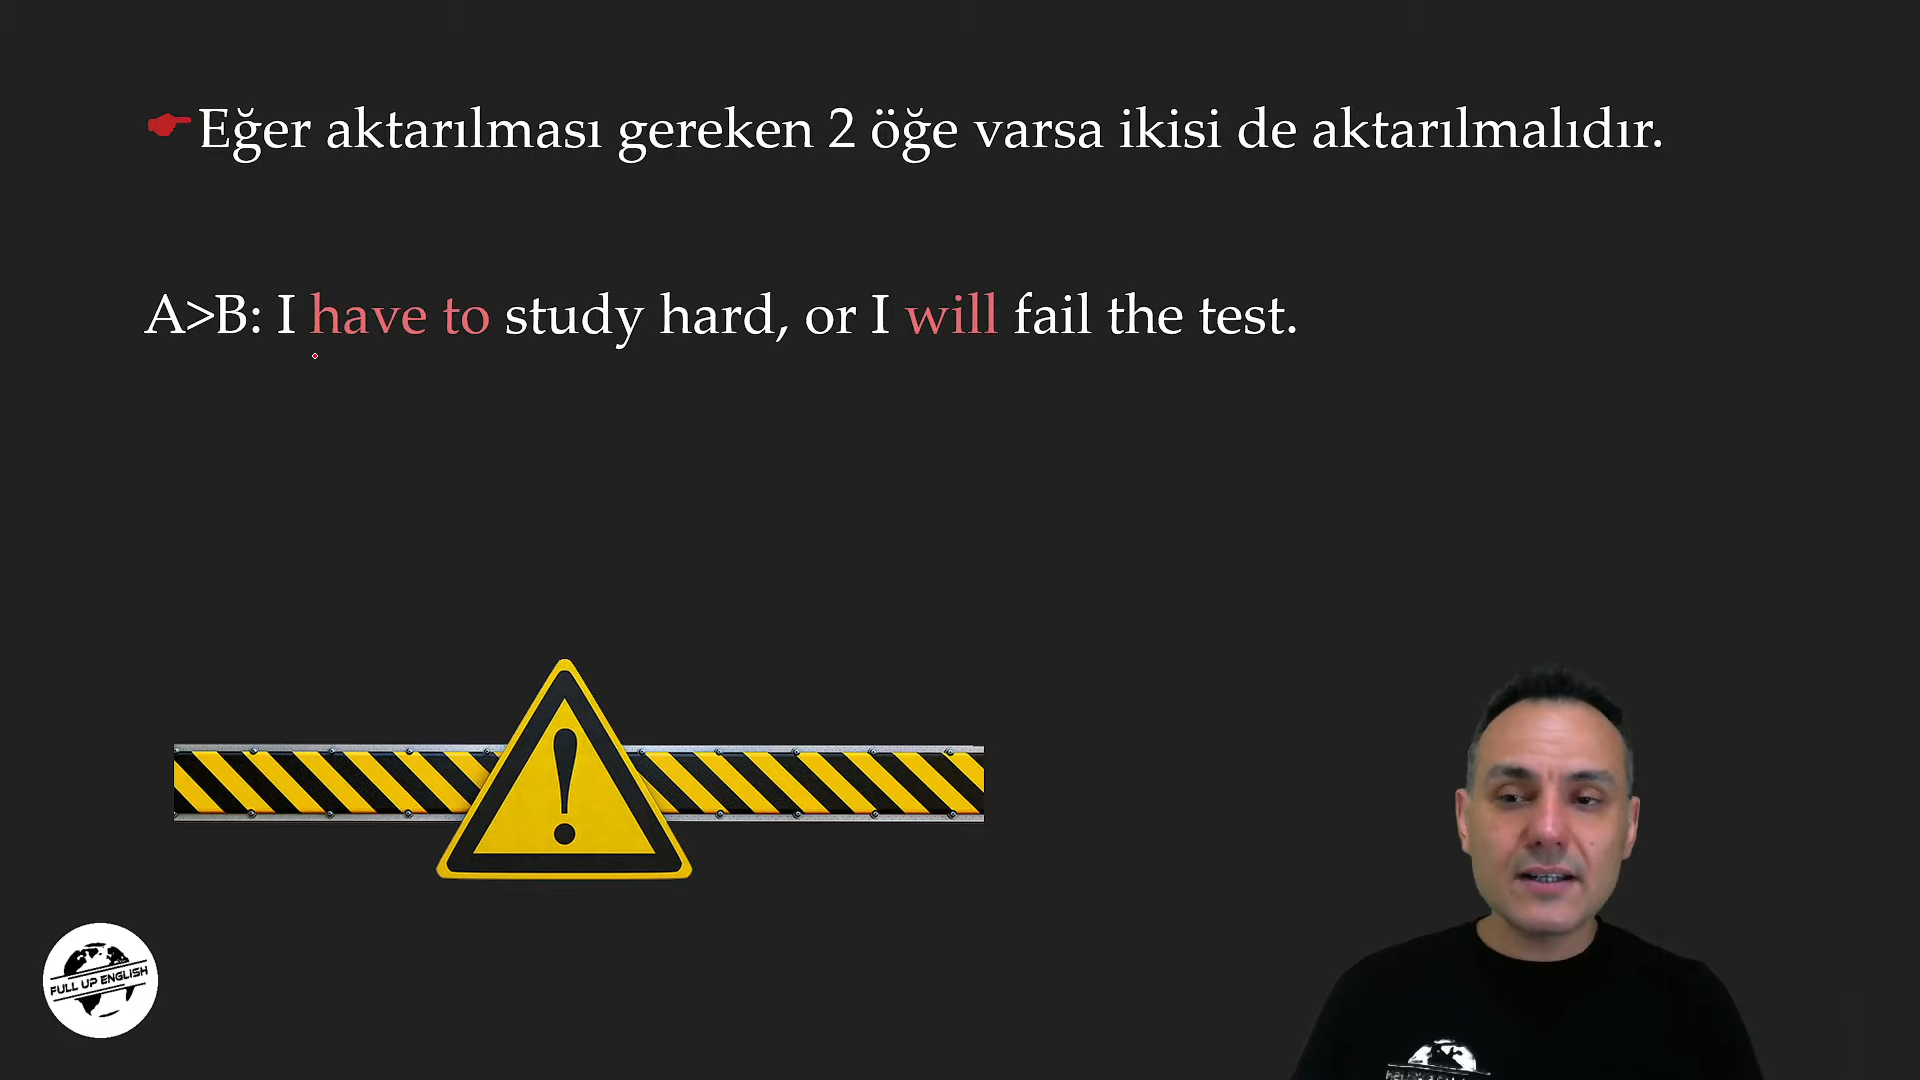 Eğer aktarılması gereken 2 öğe varsa ikisi de aktarılmalıdır.
A>B: I have to study hard, or I will fail the test.
FULL UP ENGLISH